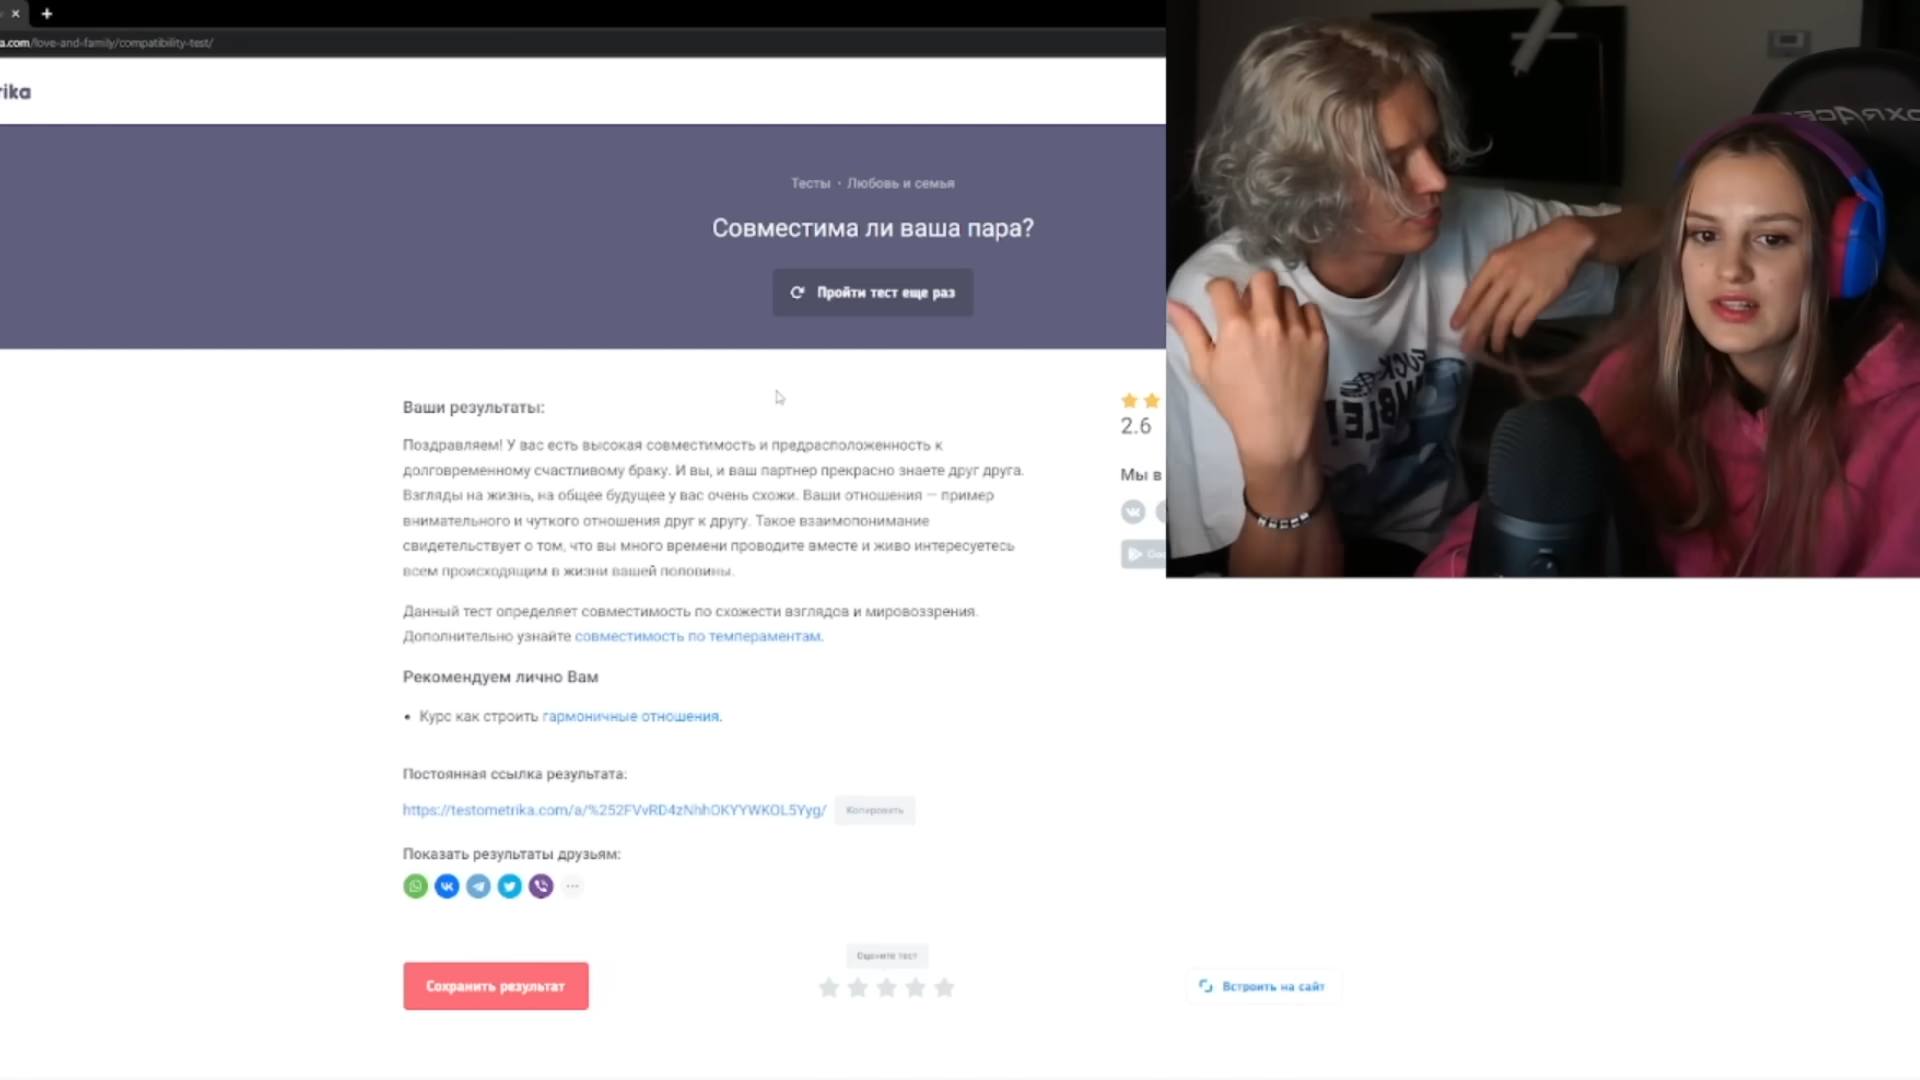 a.com/love-and-family/compatibility-test/
rika
Тесты · Любовь и семья
Совместима ли ваша пара?
Пройти тест еще раз
Ваши результаты:
Поздравляем! У вас есть высокая совместимость и предрасположенность к
долговременному счастливому браку. И вы, и ваш партнер прекрасно знаете друг друга.
Взгляды на жизнь, на общее будущее у вас очень схожи. Ваши отношения — пример
внимательного и чуткого отношения друг к другу. Такое взаимопонимание
свидетельствует о том, что вы много времени проводите вместе и живо интересуетесь
всем происходящим в жизни вашей половины.
Данный тест определяет совместимость по схожести взглядов и мировоззрения.
Дополнительно узнайте совместимость по темпераментам.
Рекомендуем лично Вам
• Курс как строить гармоничные отношения.
Постоянная ссылка результата:
https://testometrika.com/a/%252FVvRD4zNhhOKYYWKOL5Yyg/
Копировать
Показать результаты друзьям:
Сохранить результат
Оцените тест
Встроить на сайт
2.6
Мы в
Goo